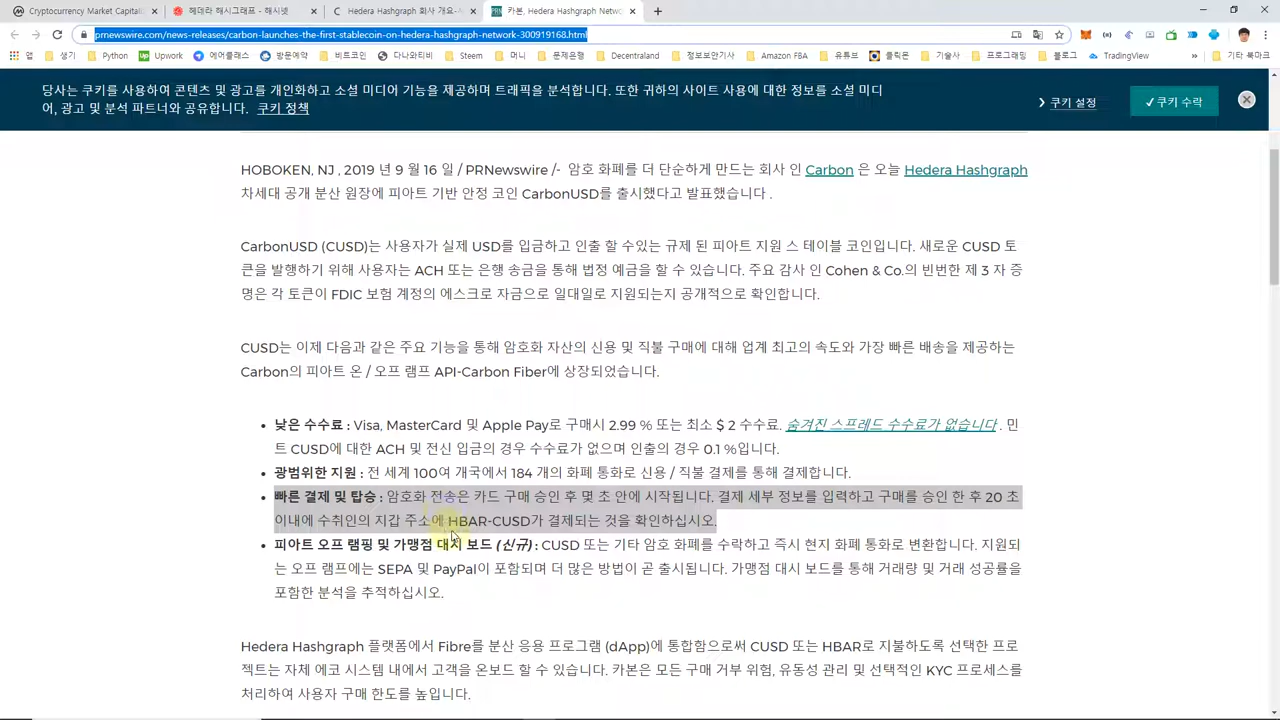 Cryptocurrency Market Capitali
헤데라 해시그래프 - 해시넷
Hedera Hashgraph 회사 개요-A
카본, Hedera Hashgraph Netwo
prnewswire.com/news-releases/carbon-launches-the-first-stablecoin-on-hedera-hashgraph-network-300919168.html
앱 생기 Python Upwork 에어클래스 방문예약 비트코인 다나와티비 Steem 문제은행 Decentraland 정보보안기사 Amazon FBA 유튜브 클릭몬 기술사 프로그래밍 블로그 TradingView » 기타 북마크
당사는 쿠키를 사용하여 콘텐츠 및 광고를 개인화하고 소셜 미디어 기능을 제공하며 트래픽을 분석합니다. 또한 귀하의 사이트 사용에 대한 정보를 소셜 미디
어, 광고 및 분석 파트너와 공유합니다. 쿠키 정책
쿠키 설정
✓쿠키 수락
HOBOKEN, NJ , 2019 년 9 월 16 일 / PRNewswire /- 암호 화폐를 더 단순하게 만드는 회사 인 Carbon 은 오늘 Hedera Hashgraph
차세대 공개 분산 원장에 피아트 기반 안정 코인 CarbonUSD를 출시했다고 발표했습니다 .
CarbonUSD (CUSD)는 사용자가 실제 USD를 입금하고 인출 할 수있는 규제 된 피아트 지원 스 테이블 코인입니다. 새로운 CUSD 토
큰을 발행하기 위해 사용자는 ACH 또는 은행 송금을 통해 법정 예금을 할 수 있습니다. 주요 감사 인 Cohen & Co.의 빈번한 제 3 자 증
명은 각 토큰이 FDIC 보험 계정의 에스크로 자금으로 일대일로 지원되는지 공개적으로 확인합니다.
CUSD는 이제 다음과 같은 주요 기능을 통해 암호화 자산의 신용 및 직불 구매에 대해 업계 최고의 속도와 가장 빠른 배송을 제공하는
Carbon의 피아트 온 / 오프 램프 API-Carbon Fiber에 상장되었습니다.
• 낮은 수수료 : Visa, MasterCard 및 Apple Pay로 구매시 2.99 % 또는 최소 $ 2 수수료. 숨겨진 스프레드 수수료가 없습니다 . 민
트 CUSD에 대한 ACH 및 전신 입금의 경우 수수료가 없으며 인출의 경우 0.1 %입니다.
• 광범위한 지원 : 전 세계 100여 개국에서 184 개의 화폐 통화로 신용 / 직불 결제를 통해 결제합니다.
• 빠른 결제 및 탑승 : 암호화 전송은 카드 구매 승인 후 몇 초 안에 시작됩니다. 결제 세부 정보를 입력하고 구매를 승인 한 후 20 초
이내에 수취인의 지갑 주소에 HBAR-CUSD가 결제되는 것을 확인하십시오.
• 피아트 오프 램핑 및 가맹점 대시 보드 (신규) : CUSD 또는 기타 암호 화폐를 수락하고 즉시 현지 화폐 통화로 변환합니다. 지원되
는 오프 램프에는 SEPA 및 PayPal이 포함되며 더 많은 방법이 곧 출시됩니다. 가맹점 대시 보드를 통해 거래량 및 거래 성공률을
포함한 분석을 추적하십시오.
Hedera Hashgraph 플랫폼에서 Fibre를 분산 응용 프로그램 (dApp)에 통합함으로써 CUSD 또는 HBAR로 지불하도록 선택한 프로
젝트는 자체 에코 시스템 내에서 고객을 온보드 할 수 있습니다. 카본은 모든 구매 거부 위험, 유동성 관리 및 선택적인 KYC 프로세스를
처리하여 사용자 구매 한도를 높입니다.